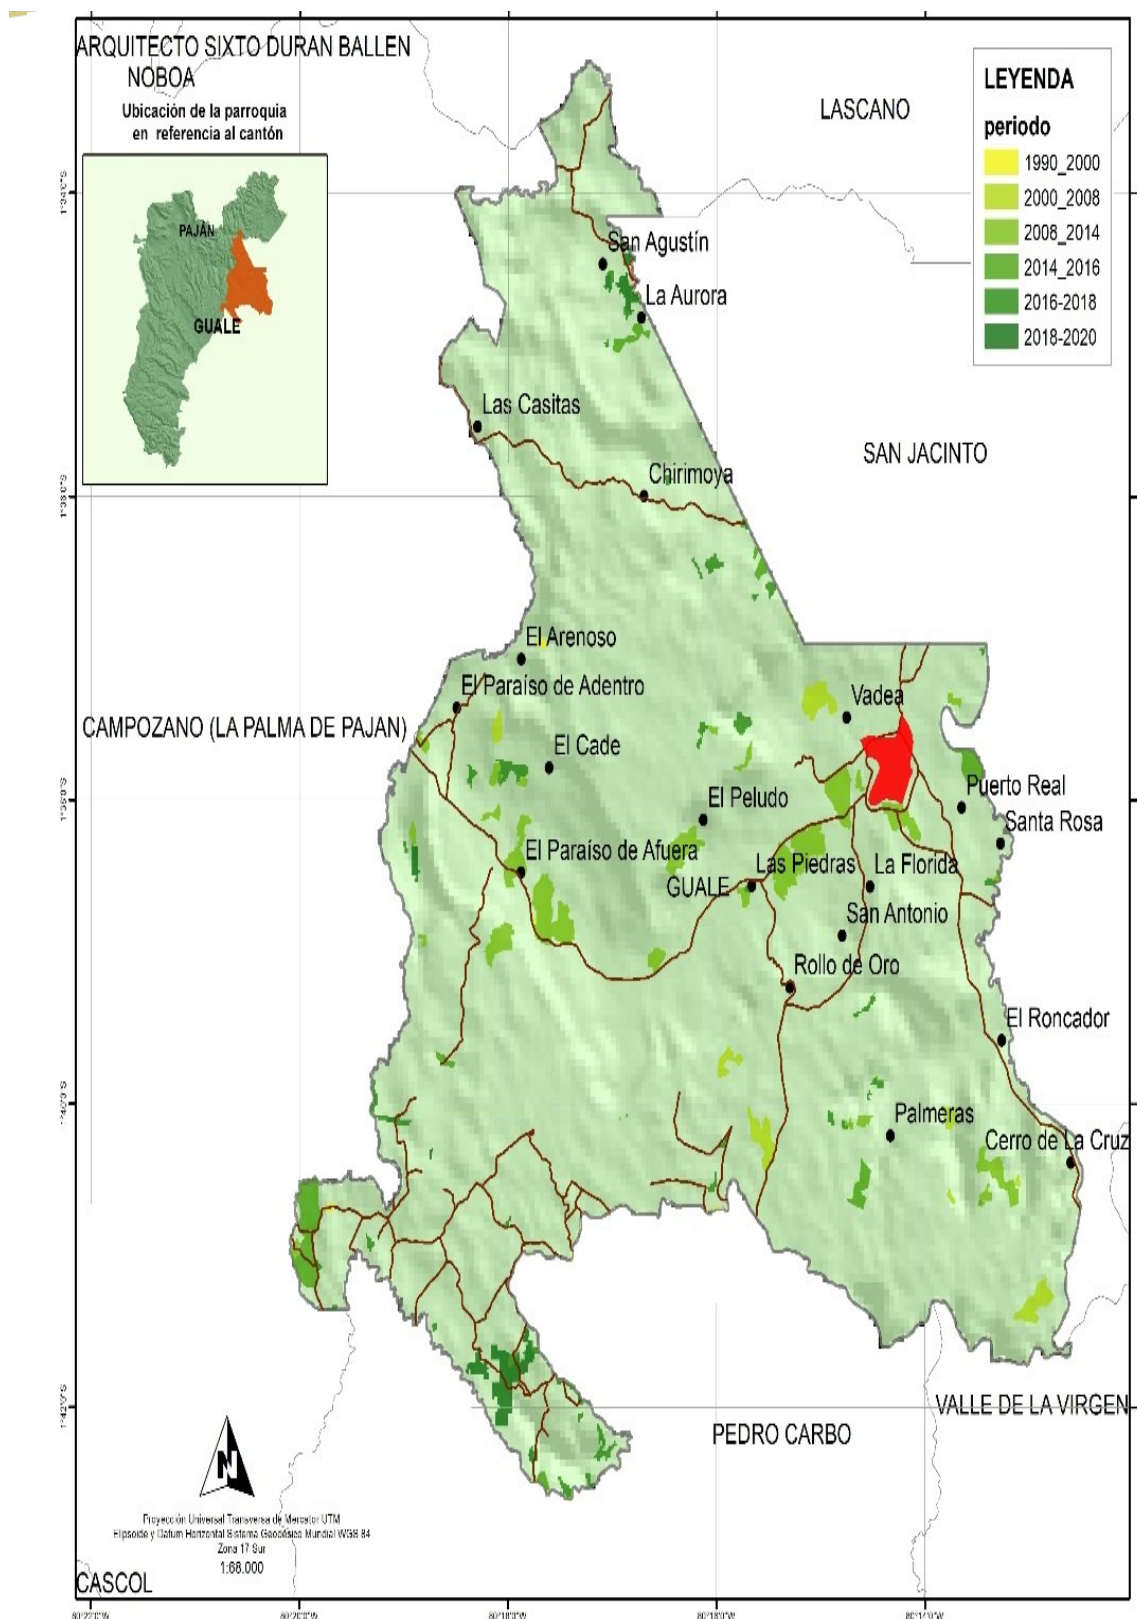 ARQUITECTO SIXTO DURAN BALLEN
NOBOA
Ubicación de la parroquia
en referencia al cantón
PAJÁN
GUALE
LEYENDA
periodo
1990_2000
2000_2008
2008_2014
2014_2016
2016-2018
2018-2020
LASCANO
San Agustín
La Aurora
Las Casitas
SAN JACINTO
Chirimoya
El Arenoso
El Paraíso de Adentro
Vadea
CAMPOZANO (LA PALMA DE PAJAN)
El Cade
Puerto Real
El Peludo
Santa Rosa
El Paraíso de Afuera
Las Piedras
La Florida
GUALE
San Antonio
Rollo de Oro
El Roncador
Palmeras
Cerro de La Cruz
VALLE DE LA VIRGEN
PEDRO CARBO
N
Proyección Universal Transversa de Mercator UTM
Elipsoide y Datum Horizontal Sistema Geodésico Mundial WGS 84
Zona 17 Sur
1:68.000
CASCOL